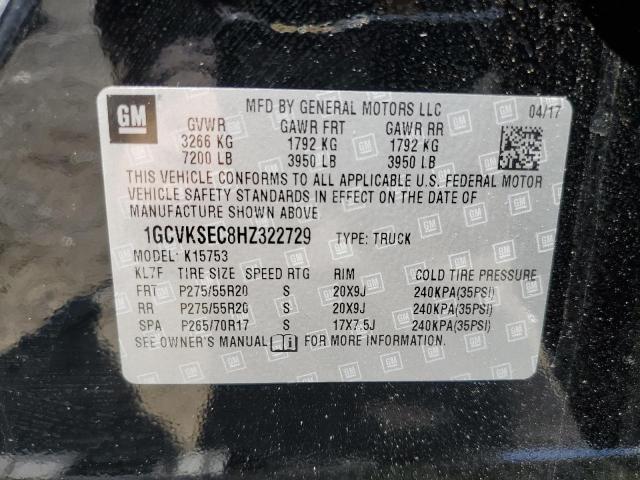 GM
MFD BY GENERAL MOTORS LLC 04/17
GVWR GAWR FRT GAWR RR
3266 KG 1792 KG 1792 KG
7200 LB 3950 LB 3950 LB
THIS VEHICLE CONFORMS TO ALL APPLICABLE U.S. FEDERAL MOTOR
VEHICLE SAFETY STANDARDS IN EFFECT ON THE DATE OF
MANUFACTURE SHOWN ABOVE.
1GCVKSEC8HZ322729 TYPE: TRUCK
MODEL: K15753
KL7F TIRE SIZE SPEED RTG RIM COLD TIRE PRESSURE
FRT P275/55R20 S 20X9J 240KPA(35PSI)
RR P275/55R20 S 20X9J 240KPA(35PSI)
SPA P265/70R17 S 17X7.5J 240KPA(35PSI)
SEE OWNER'S MANUAL FOR MORE INFORMATION.